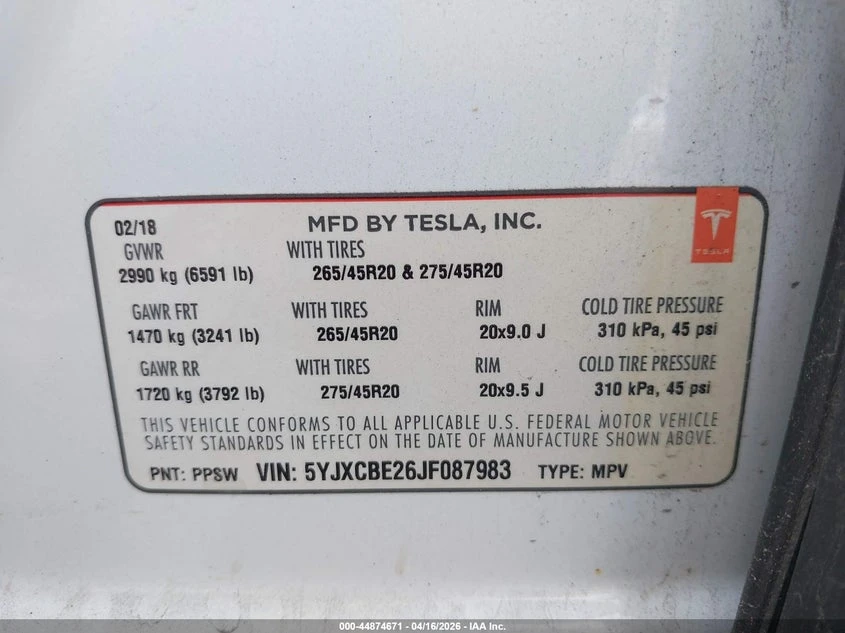 02/18 MFD BY TESLA, INC.
TESLA
GVWR WITH TIRES
2990 kg (6591 lb) 265/45R20 & 275/45R20
GAWR FRT WITH TIRES RIM COLD TIRE PRESSURE
1470 kg (3241 lb) 265/45R20 20x9.0 J 310 kPa, 45 psi
GAWR RR WITH TIRES RIM COLD TIRE PRESSURE
1720 kg (3792 lb) 275/45R20 20x9.5 J 310 kPa, 45 psi
THIS VEHICLE CONFORMS TO ALL APPLICABLE U.S. FEDERAL MOTOR VEHICLE
SAFETY STANDARDS IN EFFECT ON THE DATE OF MANUFACTURE SHOWN ABOVE.
PNT: PPSW VIN: 5YJXCBE26JF087983 TYPE: MPV
000-44874671 - 04/16/2026 - IAA Inc.